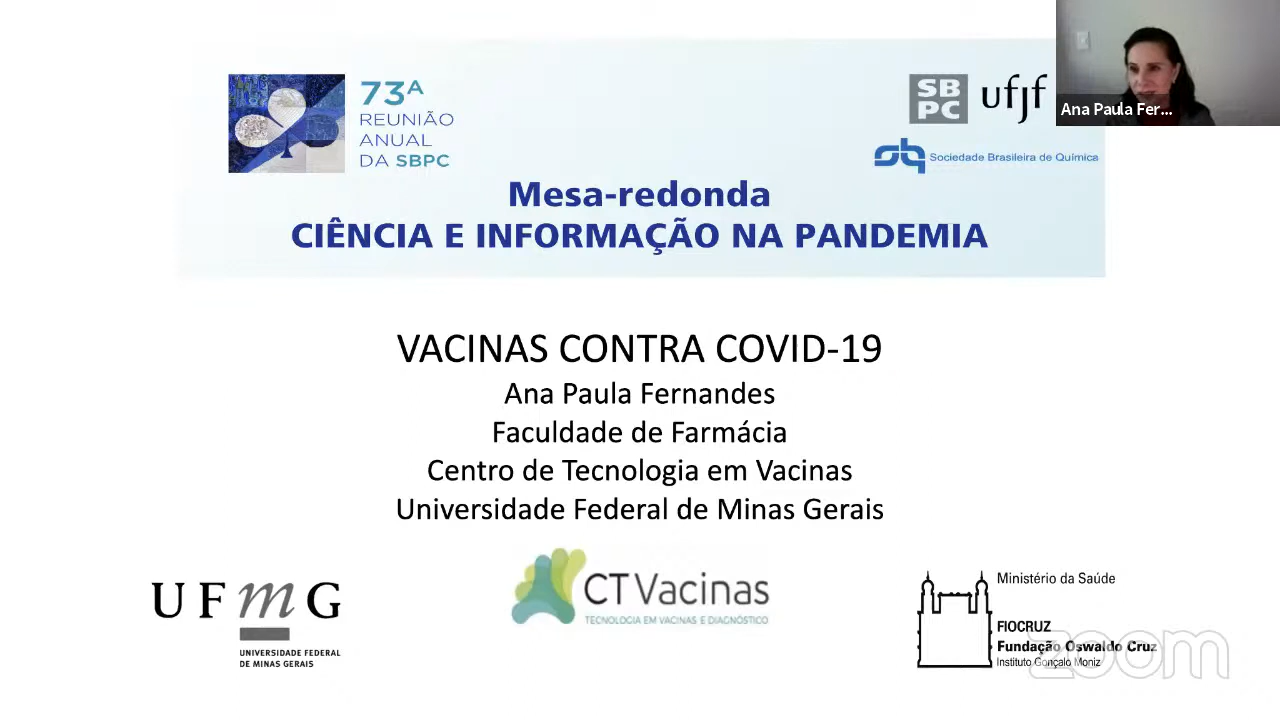 73ª
REUNIÃO
ANUAL
DA SBPC
SB
PC
ufjf
Ana Paula Fer...
sbq Sociedade Brasileira de Química
Mesa-redonda
CIÊNCIA E INFORMAÇÃO NA PANDEMIA
VACINAS CONTRA COVID-19
Ana Paula Fernandes
Faculdade de Farmácia
Centro de Tecnologia em Vacinas
Universidade Federal de Minas Gerais
UFmG
UNIVERSIDADE FEDERAL
DE MINAS GERAIS
CTVacinas
TECNOLOGIA EM VACINAS E DIAGNÓSTICO
Ministério da Saúde
FIOCRUZ
Fundação Oswaldo Cruz
Instituto Gonçalo Moniz
zoom